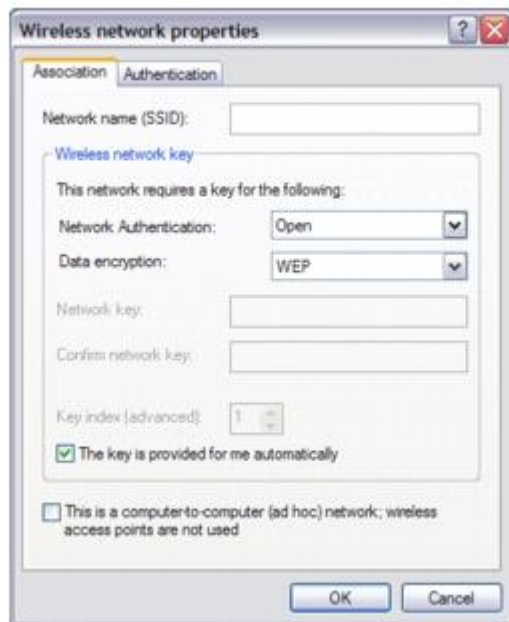 Wireless network properties
Association Authentication
Network name (SSID):
Wireless network key
This network requires a key for the following:
Network Authentication: Open
Data encryption: WEP
Network key:
Confirm network key:
Key index (advanced): 1
The key is provided for me automatically
This is a computer-to-computer (ad hoc) network; wireless
access points are not used
OK Cancel